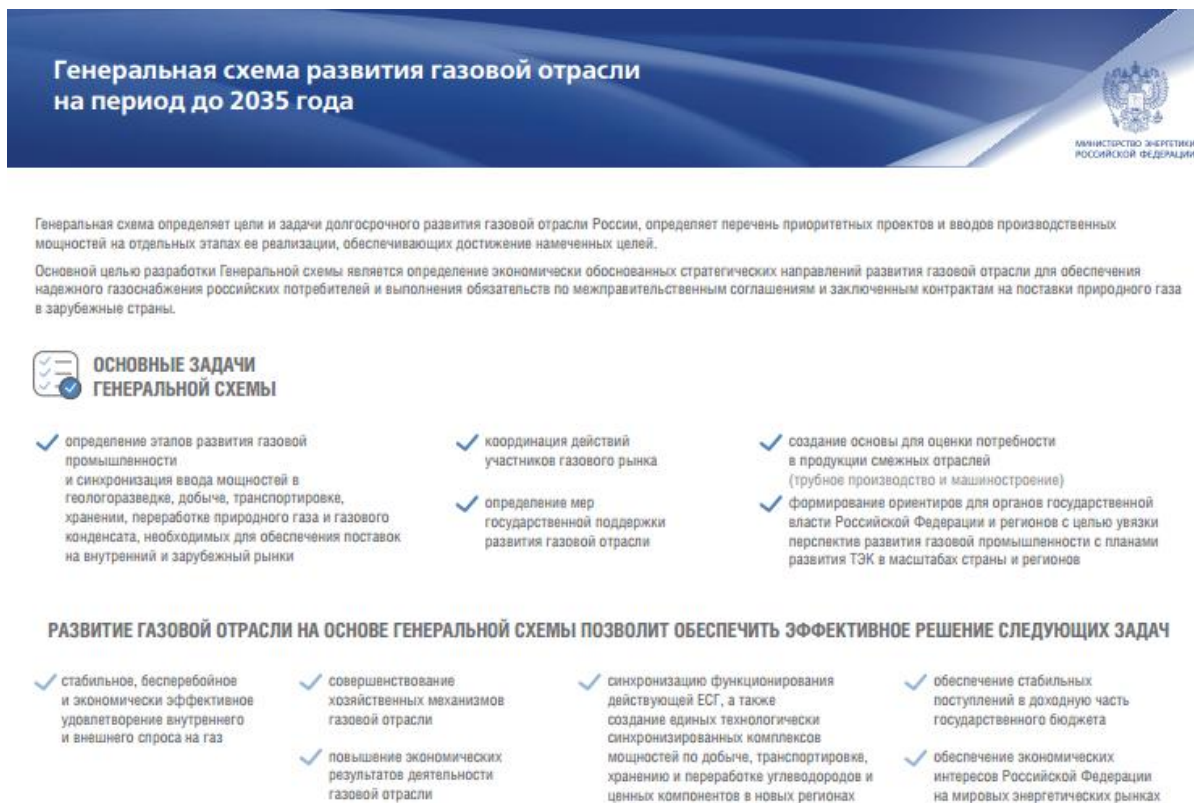 Генеральная схема развития газовой отрасли
на период до 2035 года
МИНИСТЕРСТВО ЭНЕРГЕТИКИ
РОССИЙСКОЙ ФЕДЕРАЦИИ
Генеральная схема определяет цели и задачи долгосрочного развития газовой отрасли России, определяет перечень приоритетных проектов и вводов производственных
мощностей на отдельных этапах ее реализации, обеспечивающих достижение намеченных целей.
Основной целью разработки Генеральной схемы является определение экономически обоснованных стратегических направлений развития газовой отрасли для обеспечения
надежного газоснабжения российских потребителей и выполнения обязательств по межправительственным соглашениям и заключенным контрактам на поставки природного газа
в зарубежные страны.
ОСНОВНЫЕ ЗАДАЧИ
ГЕНЕРАЛЬНОЙ СХЕМЫ
определение этапов развития газовой
промышленности
и синхронизация ввода мощностей в
геологоразведке, добыче, транспортировке,
хранении, переработке природного газа и газового
конденсата, необходимых для обеспечения поставок
на внутренний и зарубежный рынки
координация действий
участников газового рынка
определение мер
государственной поддержки
развития газовой отрасли
создание основы для оценки потребности
в продукции смежных отраслей
(трубное производство и машиностроение)
формирование ориентиров для органов государственной
власти Российской Федерации и регионов с целью увязки
перспектив развития газовой промышленности с планами
развития ТЭК в масштабах страны и регионов
РАЗВИТИЕ ГАЗОВОЙ ОТРАСЛИ НА ОСНОВЕ ГЕНЕРАЛЬНОЙ СХЕМЫ ПОЗВОЛИТ ОБЕСПЕЧИТЬ ЭФФЕКТИВНОЕ РЕШЕНИЕ СЛЕДУЮЩИХ ЗАДАЧ
стабильное, бесперебойное
и экономически эффективное
удовлетворение внутреннего
и внешнего спроса на газ
совершенствование
хозяйственных механизмов
газовой отрасли
повышение экономических
результатов деятельности
газовой отрасли
синхронизацию функционирования
действующей ЕСГ, а также
создание единых технологически
синхронизированных комплексов
мощностей по добыче, транспортировке,
хранению и переработке углеводородов и
ценных компонентов в новых регионах
обеспечение стабильных
поступлений в доходную часть
государственного бюджета
обеспечение экономических
интересов Российской Федерации
на мировых энергетических рынках